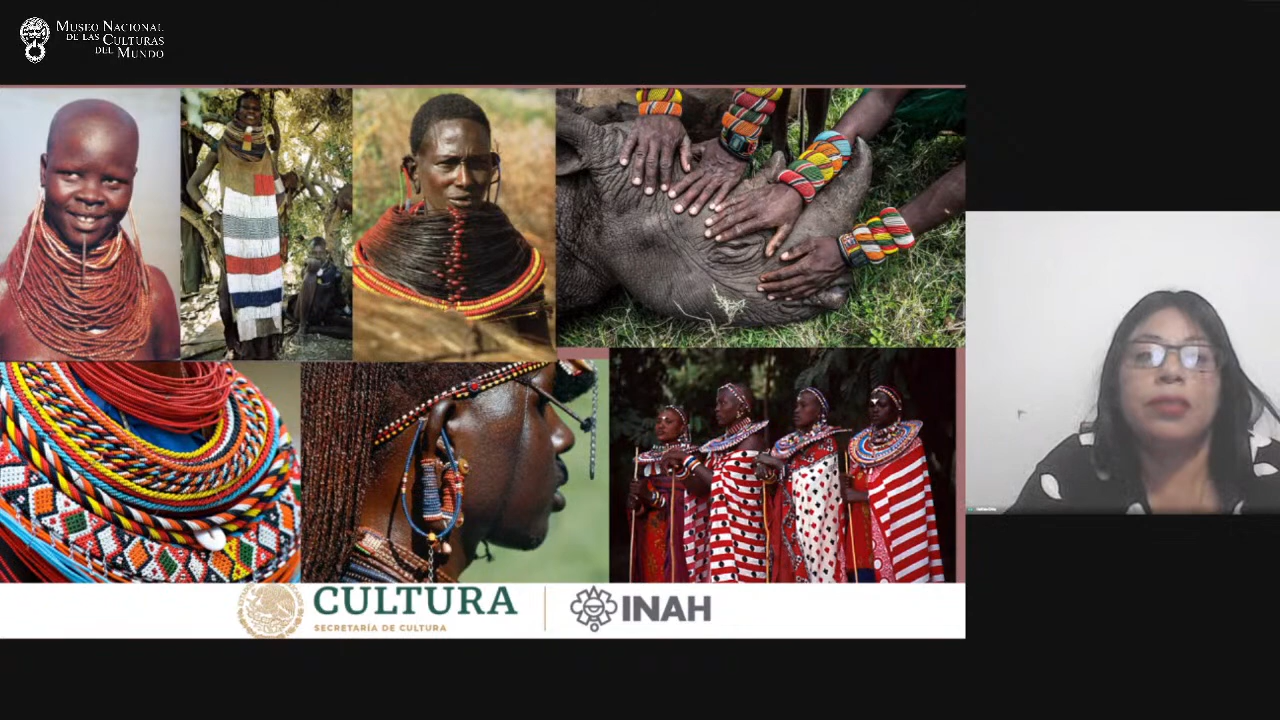 MUSEO NACIONAL
DE LAS CULTURAS
DEL MUNDO
CULTURA
SECRETARÍA DE CULTURA
INAH